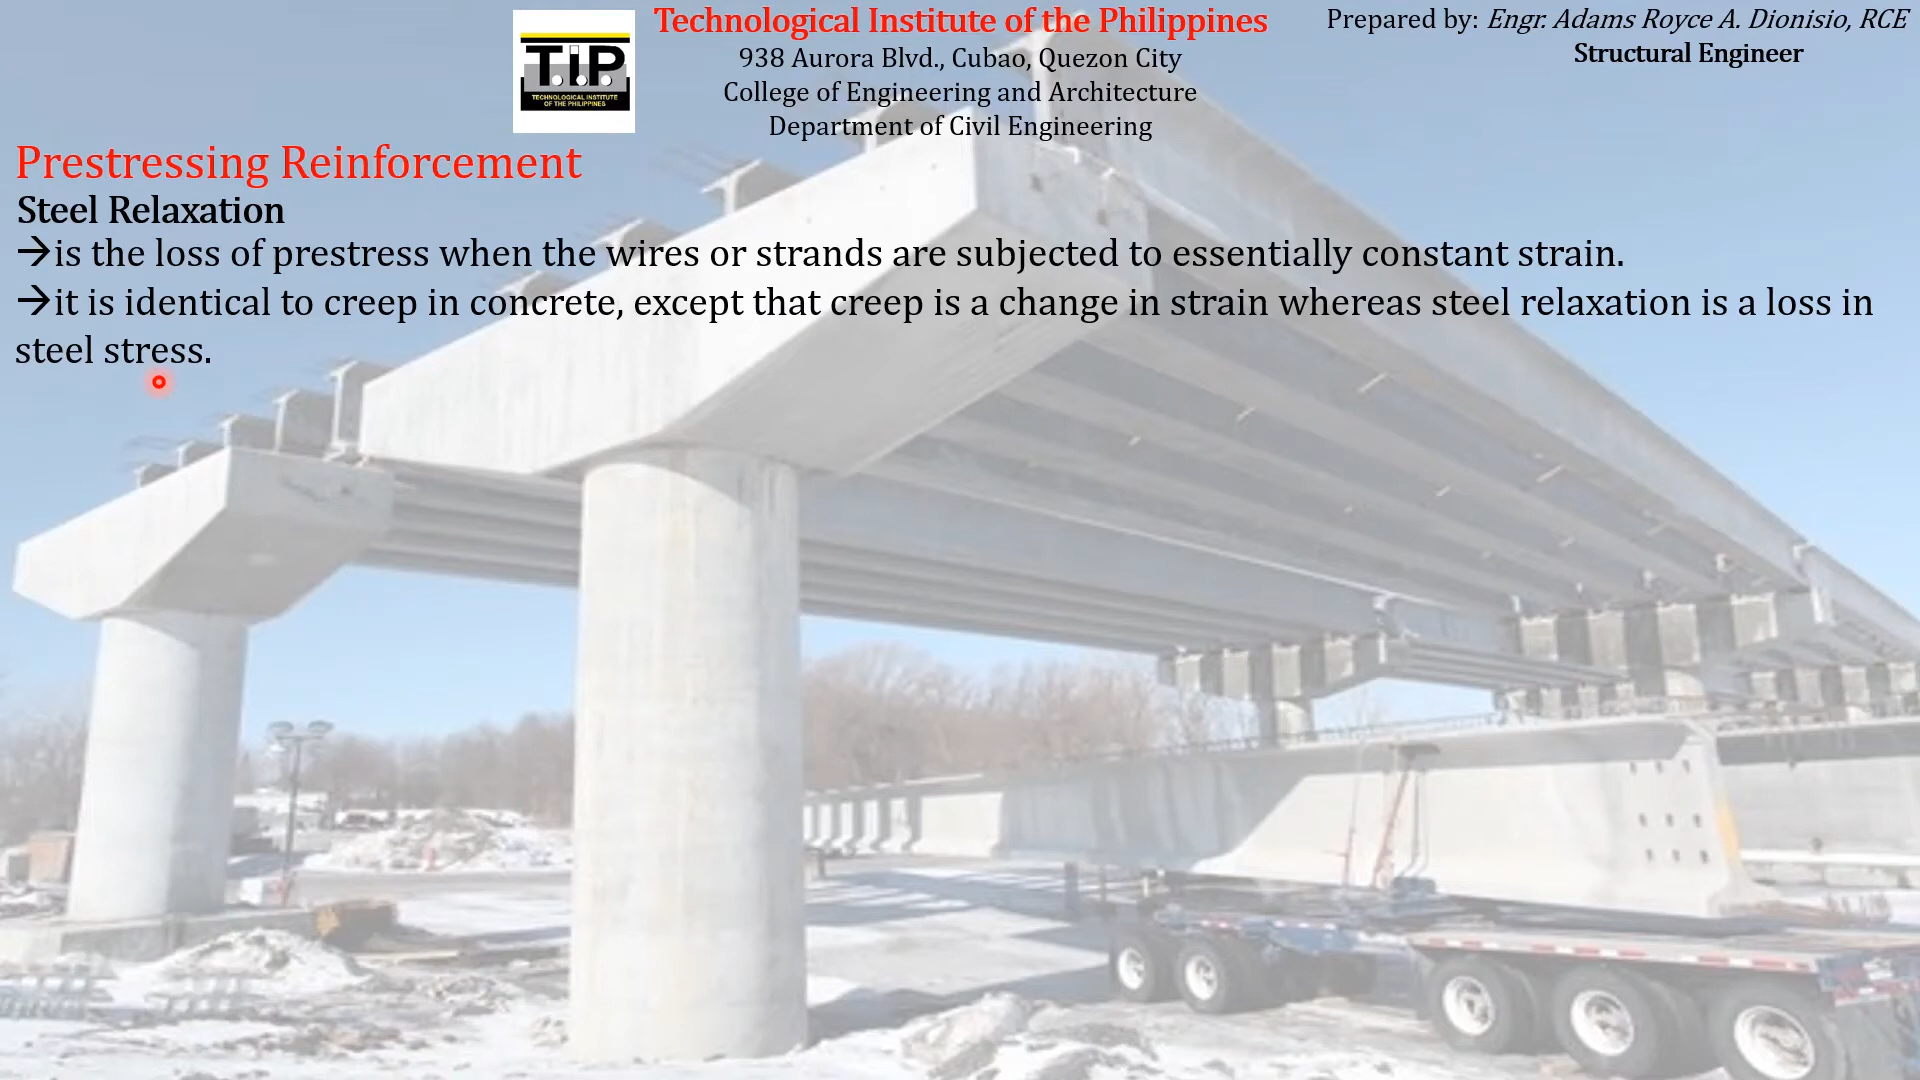 T.I.P
TECHNOLOGICAL INSTITUTE
OF THE PHILIPPINES
Technological Institute of the Philippines
938 Aurora Blvd., Cubao, Quezon City
College of Engineering and Architecture
Department of Civil Engineering
Prepared by: Engr. Adams Royce A. Dionisio, RCE
Structural Engineer
Prestressing Reinforcement
Steel Relaxation
→is the loss of prestress when the wires or strands are subjected to essentially constant strain.
→it is identical to creep in concrete, except that creep is a change in strain whereas steel relaxation is a loss in
steel stress.